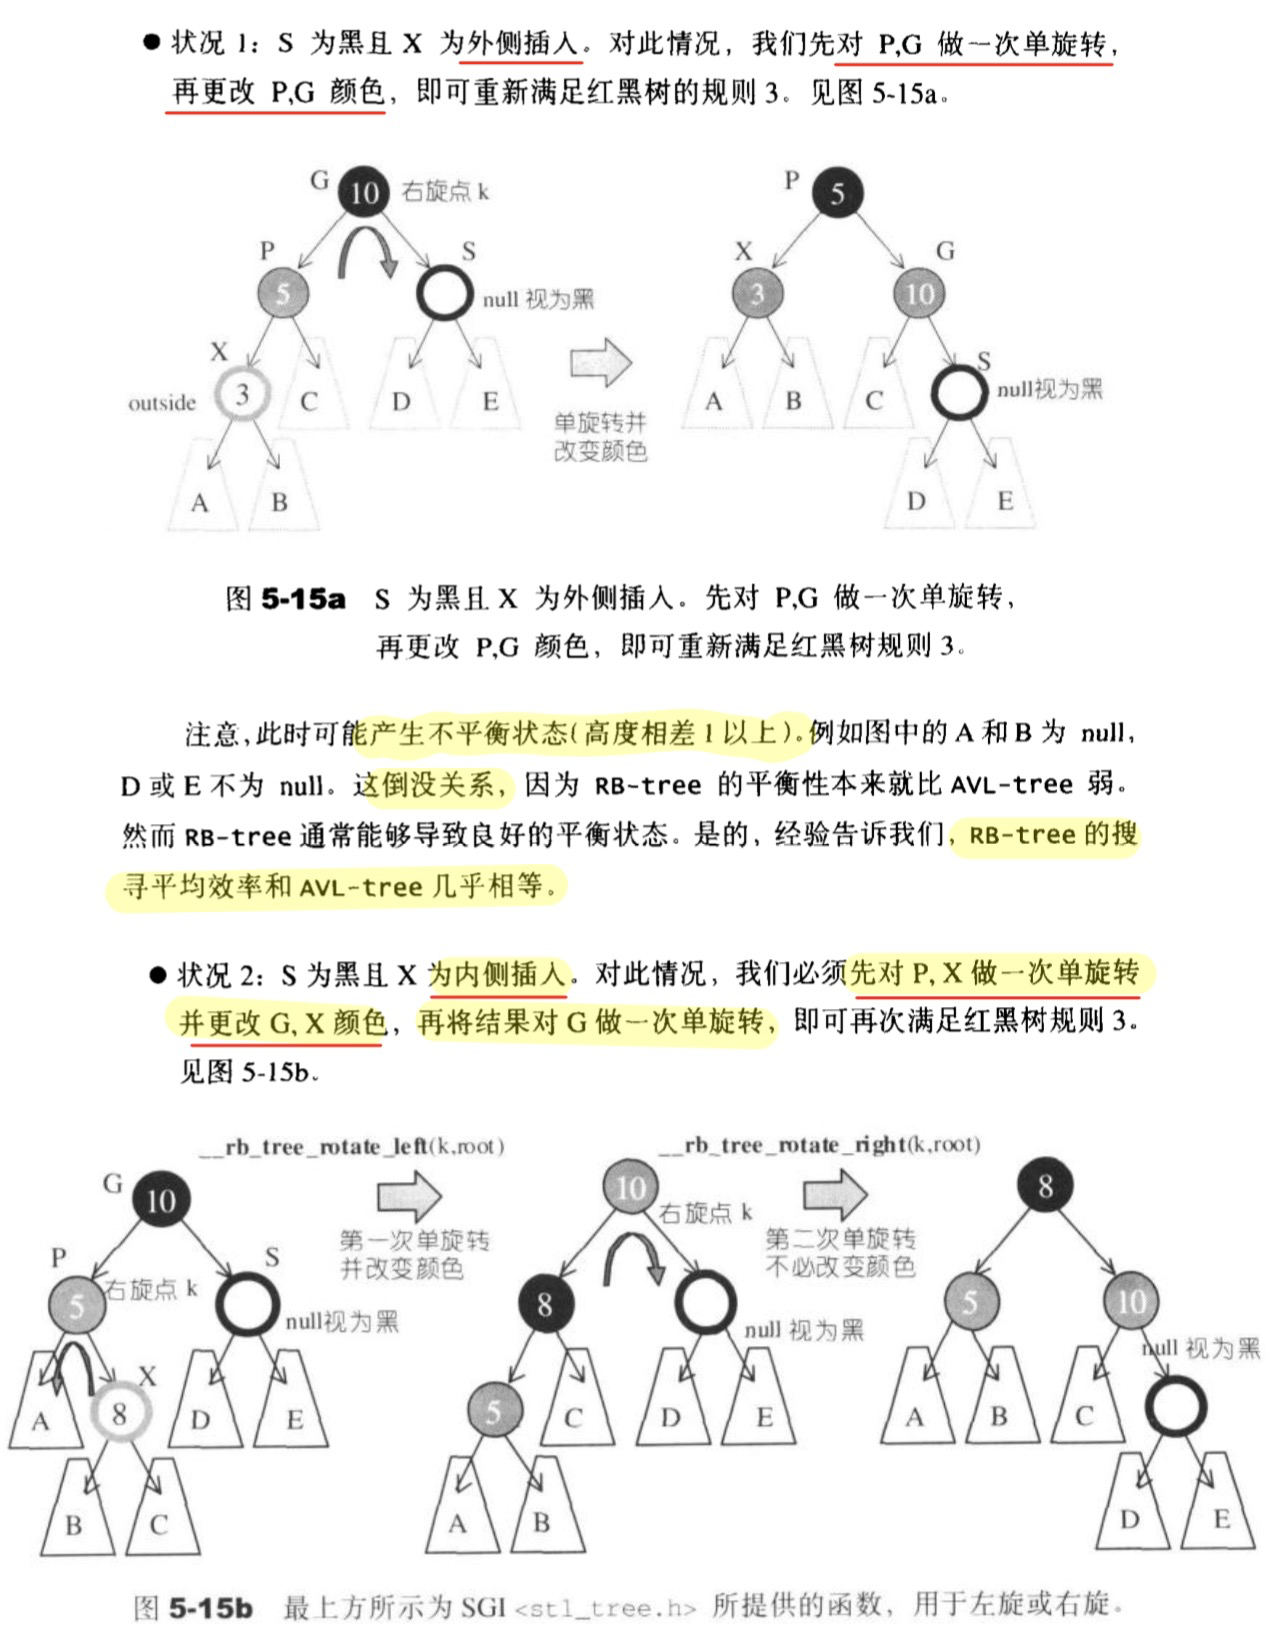 ● 状况 1：S 为黑且 X 为外侧插入。对此情况，我们先对 P,G 做一次单旋转，
再更改 P,G 颜色，即可重新满足红黑树的规则 3。见图 5-15a。
G 10 右旋点 k
P 5
P 5
S
null 视为黑
X 3
G 10
X 3
outside
C
D
E
单旋转并
改变颜色
A
B
C
S
null视为黑
A
B
D
E
图 5-15a S 为黑且 X 为外侧插入。先对 P,G 做一次单旋转，
再更改 P,G 颜色，即可重新满足红黑树规则 3。
注意，此时可能产生不平衡状态（高度相差 1 以上）。例如图中的 A 和 B 为 null，
D 或 E 不为 null。这倒没关系，因为 RB-tree 的平衡性本来就比 AVL-tree 弱。
然而 RB-tree 通常能够导致良好的平衡状态。是的，经验告诉我们，RB-tree 的搜
寻平均效率和 AVL-tree 几乎相等。
● 状况 2：S 为黑且 X 为内侧插入。对此情况，我们必须先对 P, X 做一次单旋转
并更改 G, X 颜色，再将结果对 G 做一次单旋转，即可再次满足红黑树规则 3。
见图 5-15b。
__rb_tree_rotate_left(k,root)
__rb_tree_rotate_right(k,root)
G 10
第一次单旋转
并改变颜色
10
右旋点 k
第二次单旋转
不必改变颜色
8
P 5
右旋点 k
S
null视为黑
8
null 视为黑
5
10
null 视为黑
A
X 8
D
E
5
C
D
E
A
B
C
B
C
A
B
D
E
图 5-15b 最上方所示为 SGI <stl_tree.h> 所提供的函数，用于左旋或右旋。